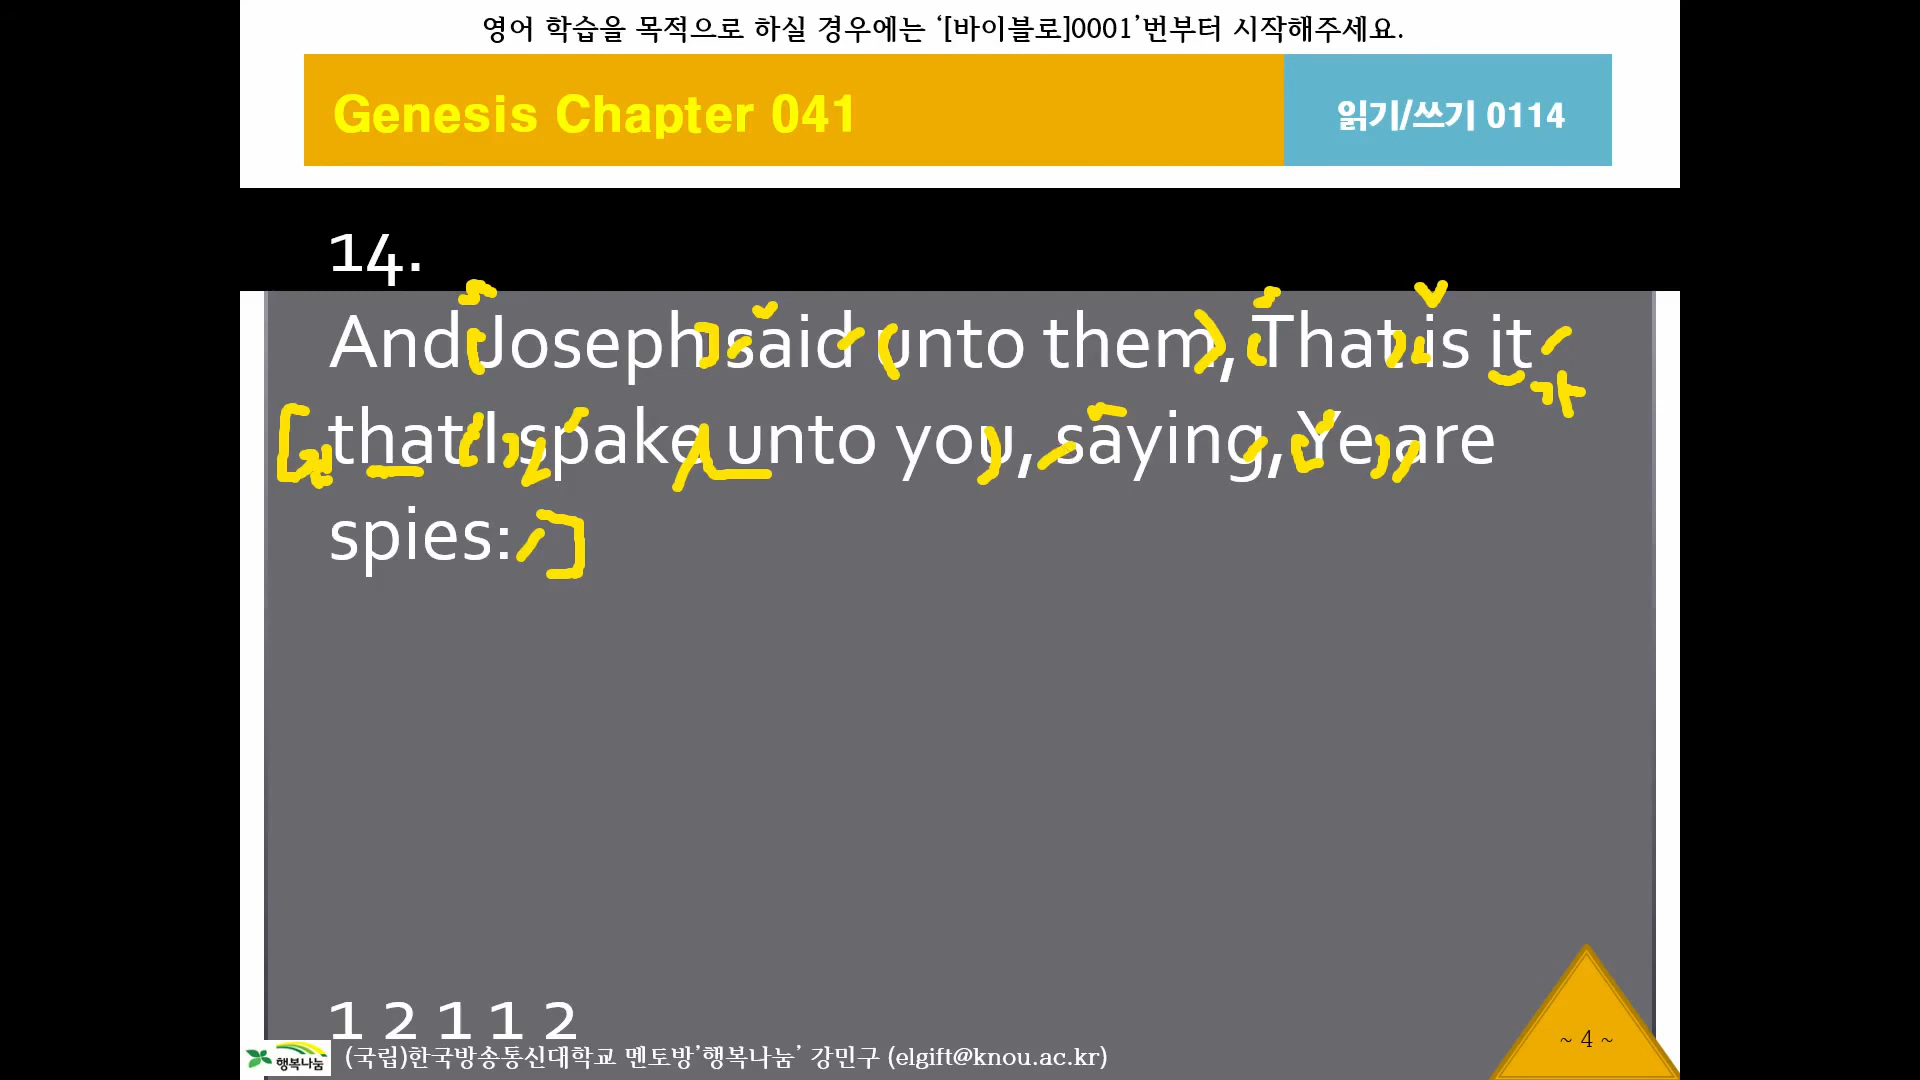 영어 학습을 목적으로 하실 경우에는 ‘[바이블로]0001’번부터 시작해주세요.
Genesis Chapter 041
읽기/쓰기 0114
14.
And Joseph said unto them, That is it
that I spake unto you, saying, Ye are
spies:
1 2 1 1 2
행복나눔
(국립)한국방송통신대학교 멘토방’행복나눔’ 강민구 (elgift@knou.ac.kr)
~ 4 ~